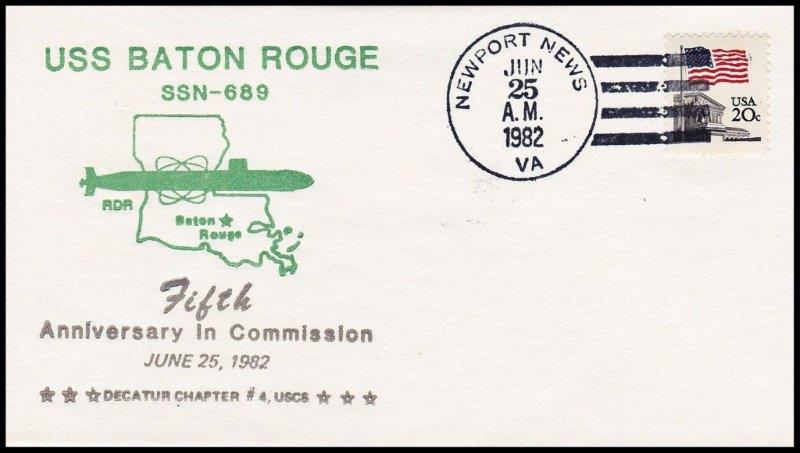 USS BATON ROUGE
SSN-689
RDR
Baton
Rouge
Fifth
Anniversary In Commission
JUNE 25, 1982
DECATUR CHAPTER #4, USCS
NEWPORT NEWS
JUN
25
A.M.
1982
VA
USA
20c